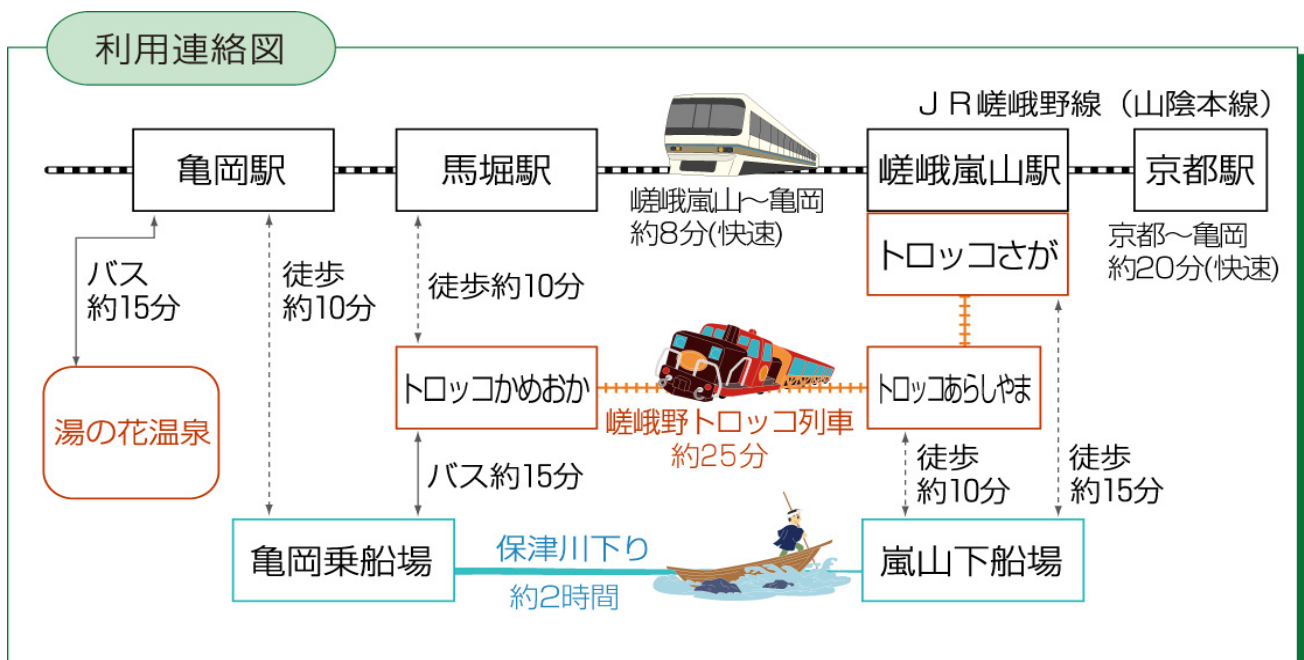 利用連絡図
ＪＲ嵯峨野線（山陰本線）
亀岡駅
馬堀駅
嵯峨嵐山駅
京都駅
嵯峨嵐山～亀岡
約8分(快速)
京都～亀岡
約20分(快速)
トロッコさが
バス
約15分
徒歩
約10分
徒歩約10分
トロッコかめおか
トロッコあらしやま
嵯峨野トロッコ列車
約25分
湯の花温泉
バス約15分
徒歩
約10分
徒歩
約15分
亀岡乗船場
保津川下り
約2時間
嵐山下船場